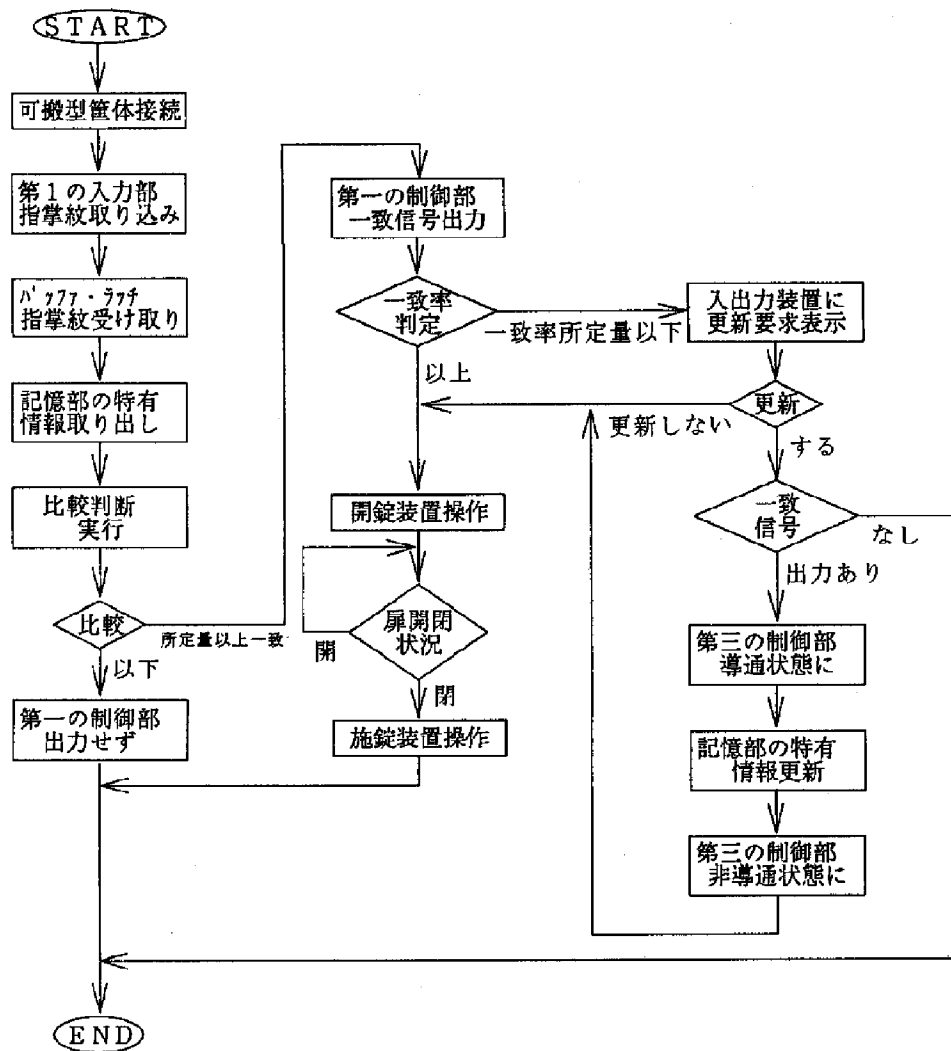 START
可搬型筐体接続
第1の入力部
指掌紋取り込み
バッファ・ラッチ
指掌紋受け取り
記憶部の特有
情報取り出し
比較判断
実行
比較
所定量以上一致
以下
第一の制御部
出力せず
END
第一の制御部
一致信号出力
一致率
判定
一致率所定量以下
以上
開錠装置操作
扉開閉
状況
開
閉
施錠装置操作
入出力装置に
更新要求表示
更新
更新しない
する
一致
信号
なし
出力あり
第三の制御部
導通状態に
記憶部の特有
情報更新
第三の制御部
非導通状態に